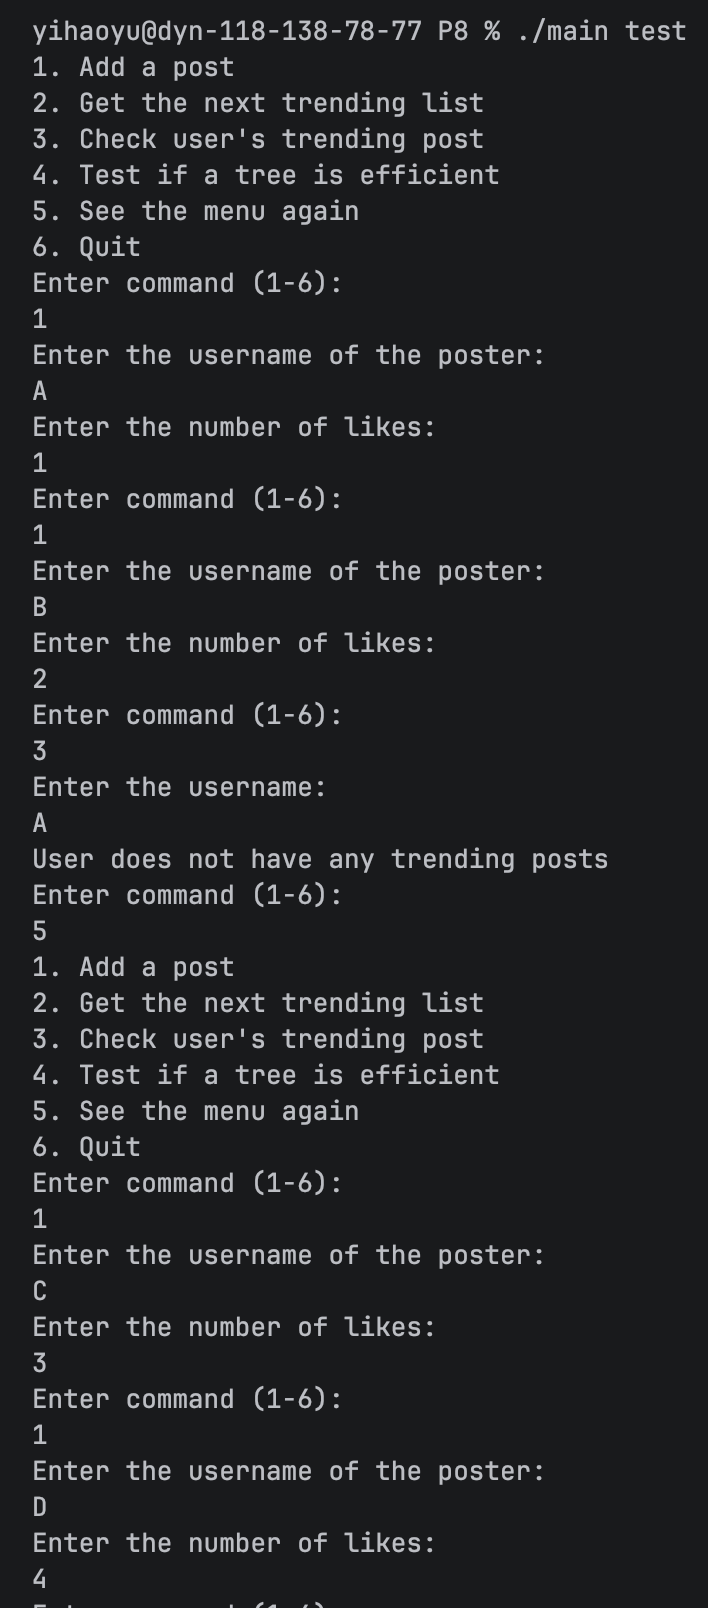 yihaoyu@dyn-118-138-78-77 P8 % ./main test
1. Add a post
2. Get the next trending list
3. Check user's trending post
4. Test if a tree is efficient
5. See the menu again
6. Quit
Enter command (1-6):
1
Enter the username of the poster:
A
Enter the number of likes:
1
Enter command (1-6):
1
Enter the username of the poster:
B
Enter the number of likes:
2
Enter command (1-6):
3
Enter the username:
A
User does not have any trending posts
Enter command (1-6):
5
1. Add a post
2. Get the next trending list
3. Check user's trending post
4. Test if a tree is efficient
5. See the menu again
6. Quit
Enter command (1-6):
1
Enter the username of the poster:
C
Enter the number of likes:
3
Enter command (1-6):
1
Enter the username of the poster:
D
Enter the number of likes:
4